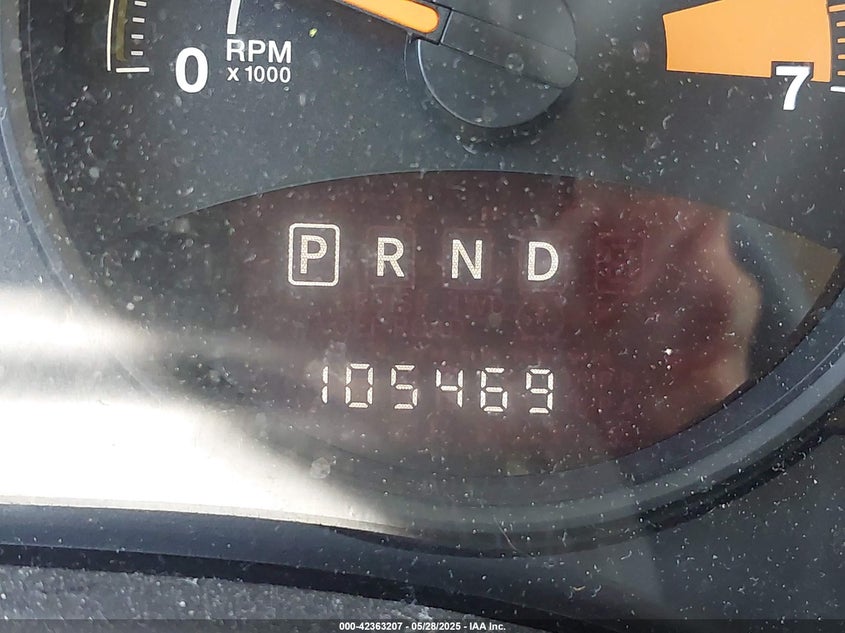 0
RPM
x 1000
7
P R N D
105469
000-42363207 - 05/28/2025 - IAA Inc.